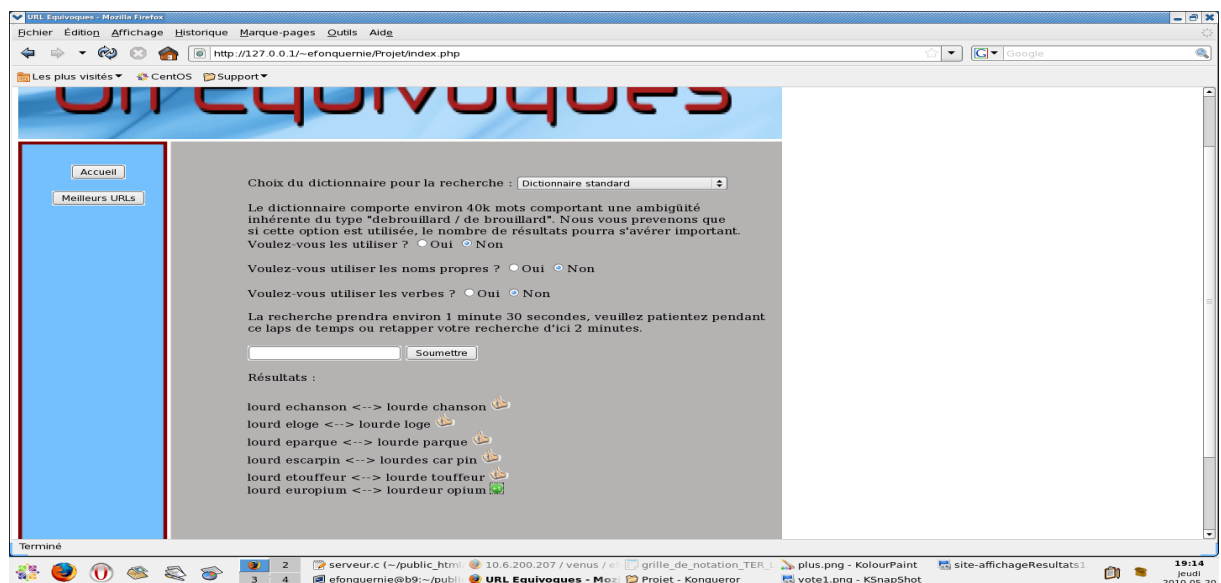 URL Equivoques - Mozilla Firefox
Fichier Édition Affichage Historique Marque-pages Outils Aide
http://127.0.0.1/~efonquernie/Projet/index.php
Google
Les plus visités CentOS Support
Equivoques
Accueil
Meilleurs URLs
Choix du dictionnaire pour la recherche : Dictionnaire standard
Le dictionnaire comporte environ 40k mots comportant une ambigüité
inhérente du type "debrouillard / de brouillard". Nous vous prevenons que
si cette option est utilisée, le nombre de résultats pourra s'avérer important.
Voulez-vous les utiliser ? Oui Non
Voulez-vous utiliser les noms propres ? Oui Non
Voulez-vous utiliser les verbes ? Oui Non
La recherche prendra environ 1 minute 30 secondes, veuillez patientez pendant
ce laps de temps ou retapper votre recherche d'ici 2 minutes.
Soumettre
Résultats :
lourd echanson <--> lourde chanson
lourd eloge <--> lourde loge
lourd eparque <--> lourde parque
lourd escarpin <--> lourdes car pin
lourd etouffeur <--> lourde touffeur
lourd europium <--> lourdeur opium
Terminé
1 2 serveur.c (~/public_html 10.6.200.207 / venus / e grille_de_notation_TER_L plus.png - KolourPaint site-affichageResultats1 19:14
3 4 efonquernie@b9:~/publi URL Equivoques - Moz Projet - Konqueror vote1.png - KSnapShot jeudi